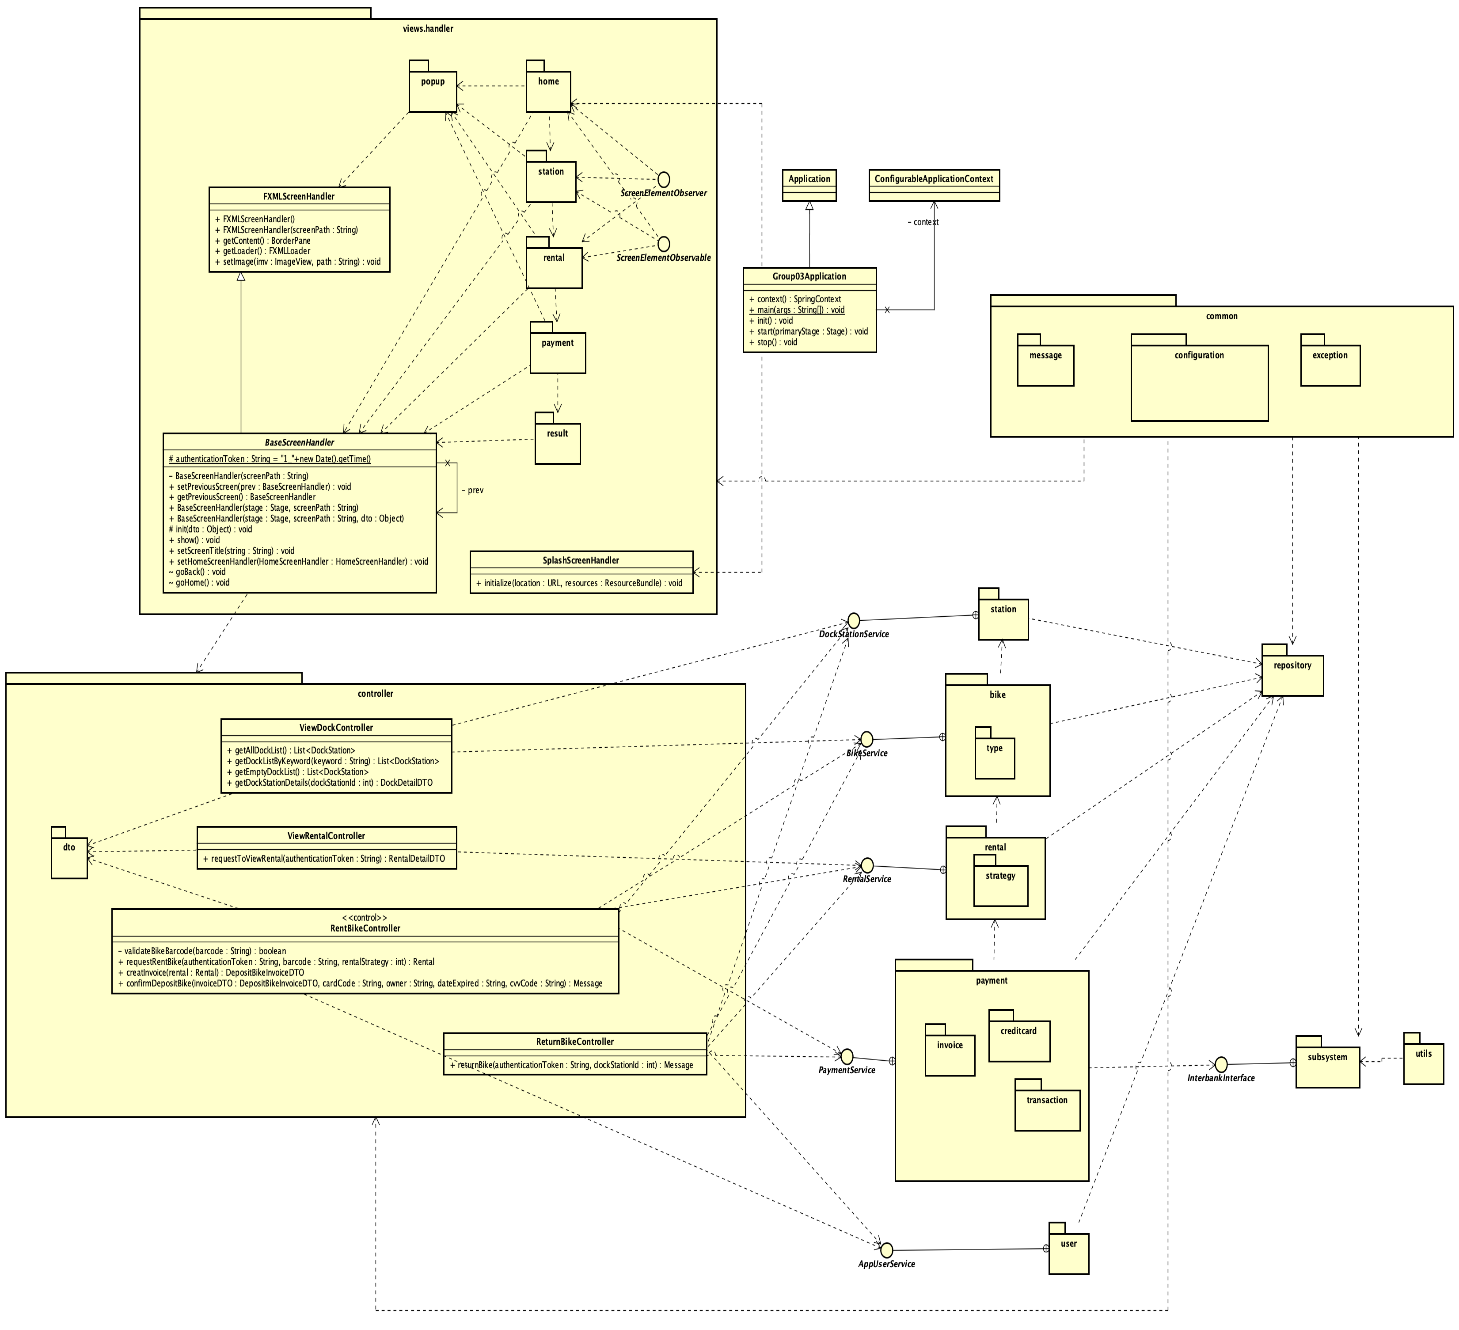 views.handler
popup
home
station
ScreenElementObserver
rental
ScreenElementObservable
payment
result
FXMLScreenHandler
+ FXMLScreenHandler()
+ FXMLScreenHandler(screenPath : String)
+ getContent() : BorderPane
+ getLoader() : FXMLLoader
+ setImage(imv : ImageView, path : String) : void
BaseScreenHandler
# authenticationToken : String = "1_"+new Date().getTime()
- BaseScreenHandler(screenPath : String)
+ setPreviousScreen(prev : BaseScreenHandler) : void
+ getPreviousScreen() : BaseScreenHandler
+ BaseScreenHandler(stage : Stage, screenPath : String)
+ BaseScreenHandler(stage : Stage, screenPath : String, dto : Object)
# init(dto : Object) : void
+ show() : void
+ setScreenTitle(string : String) : void
+ setHomeScreenHandler(HomeScreenHandler : HomeScreenHandler) : void
~ goBack() : void
~ goHome() : void
- prev
SplashScreenHandler
+ initialize(location : URL, resources : ResourceBundle) : void
Application
ConfigurableApplicationContext
- context
Group03Application
+ context() : SpringContext
+ main(args : String[]) : void
+ init() : void
+ start(primaryStage : Stage) : void
+ stop() : void
common
message
configuration
exception
controller
ViewDockController
+ getAllDockList() : List<DockStation>
+ getDockListByKeyword(keyword : String) : List<DockStation>
+ getEmptyDockList() : List<DockStation>
+ getDockStationDetails(dockStationId : int) : DockDetailDTO
dto
ViewRentalController
+ requestToViewRental(authenticationToken : String) : RentalDetailDTO
<<control>>
RentBikeController
- validateBikeBarcode(barcode : String) : boolean
+ requestRentBike(authenticationToken : String, barcode : String, rentalStrategy : int) : Rental
+ creatInvoice(rental : Rental) : DepositBikeInvoiceDTO
+ confirmDepositBike(invoiceDTO : DepositBikeInvoiceDTO, cardCode : String, owner : String, dateExpired : String, cvvCode : String) : Message
ReturnBikeController
+ returnBike(authenticationToken : String, dockStationId : int) : Message
DockStationService
station
repository
bike
type
BikeService
rental
strategy
RentalService
payment
invoice
creditcard
transaction
PaymentService
InterbankInterface
subsystem
utils
user
AppUserService